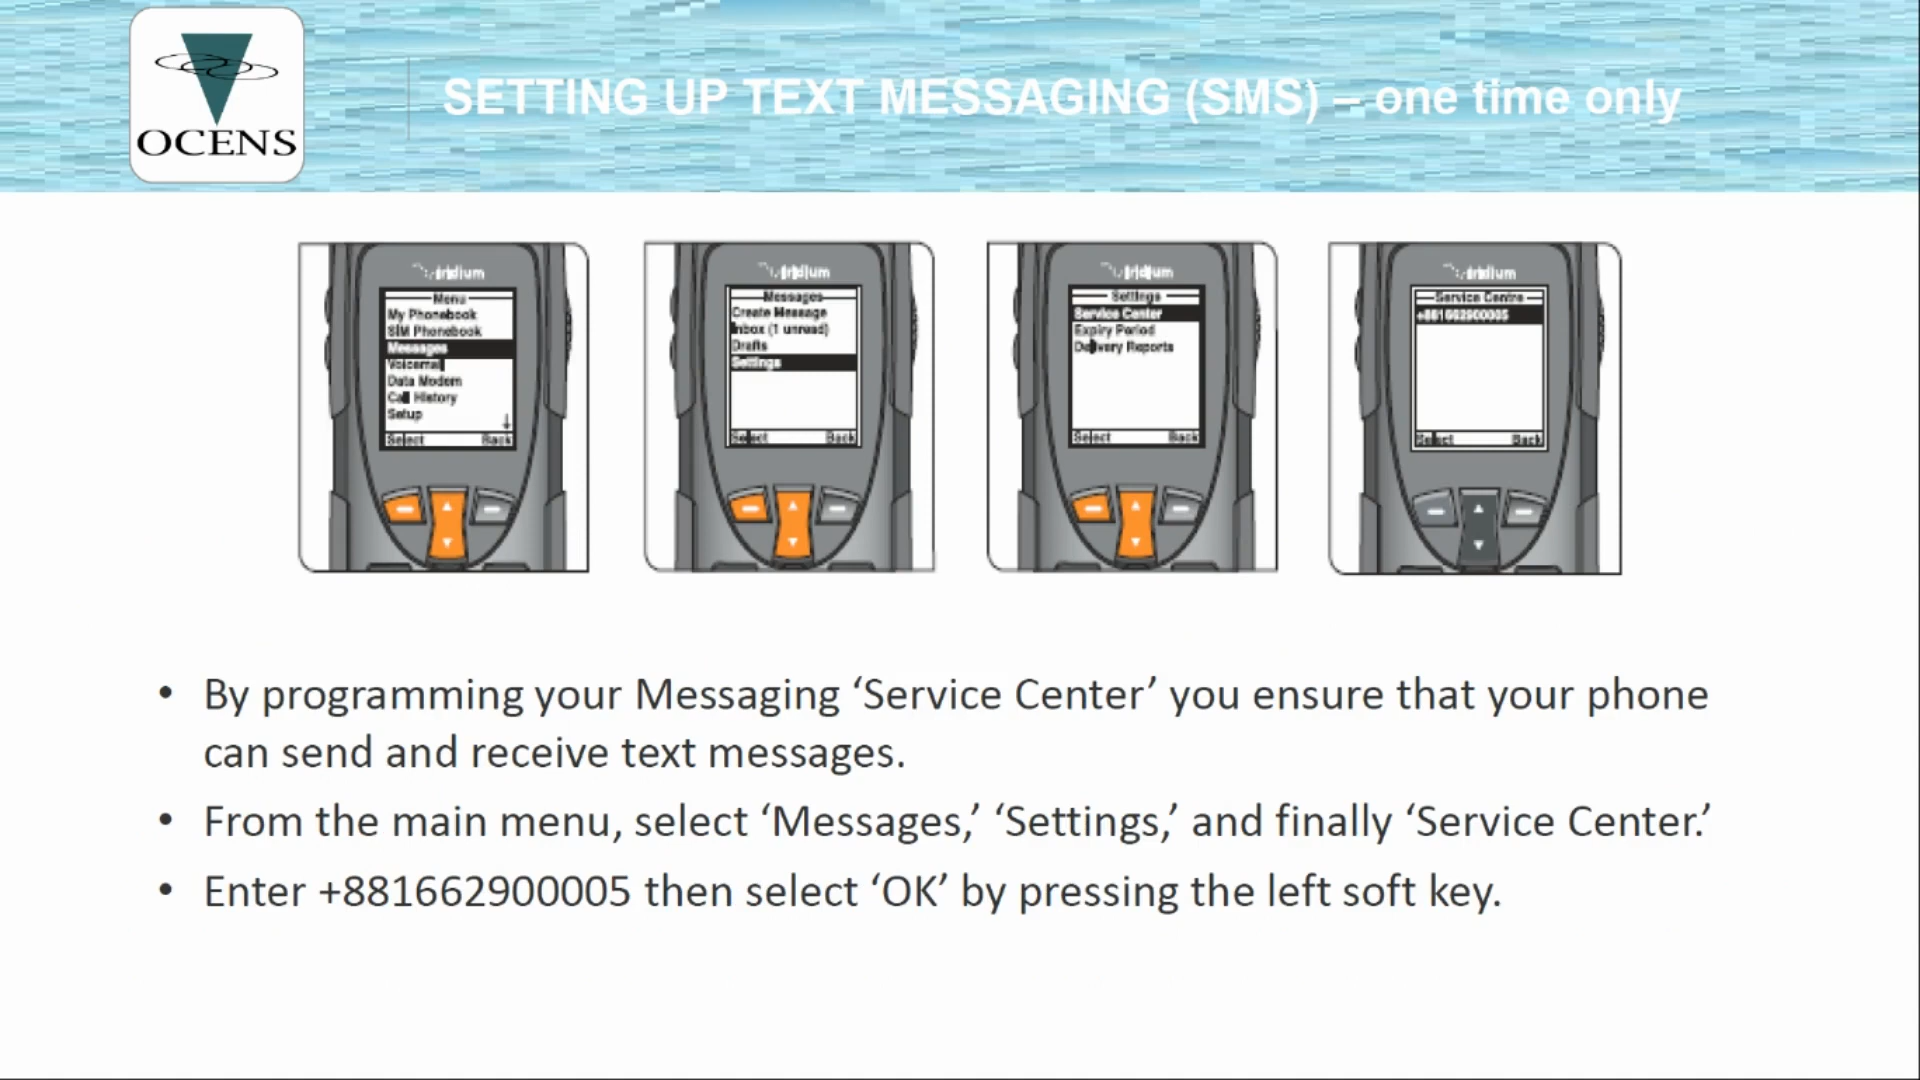 OCENS
SETTING UP TEXT MESSAGING (SMS) – one time only
iridium
Menu
My Phonebook
SIM Phonebook
Messages
Voicemail
Data Modem
Call History
Setup
Select Back
iridium
Messages
Create Message
Inbox (1 unread)
Drafts
Settings
Select Back
iridium
Settings
Service Center
Expiry Period
Delivery Reports
Select Back
iridium
Service Centre
+881662900005
Select Back
• By programming your Messaging ‘Service Center’ you ensure that your phone
can send and receive text messages.
• From the main menu, select ‘Messages,’ ‘Settings,’ and finally ‘Service Center.’
• Enter +881662900005 then select ‘OK’ by pressing the left soft key.